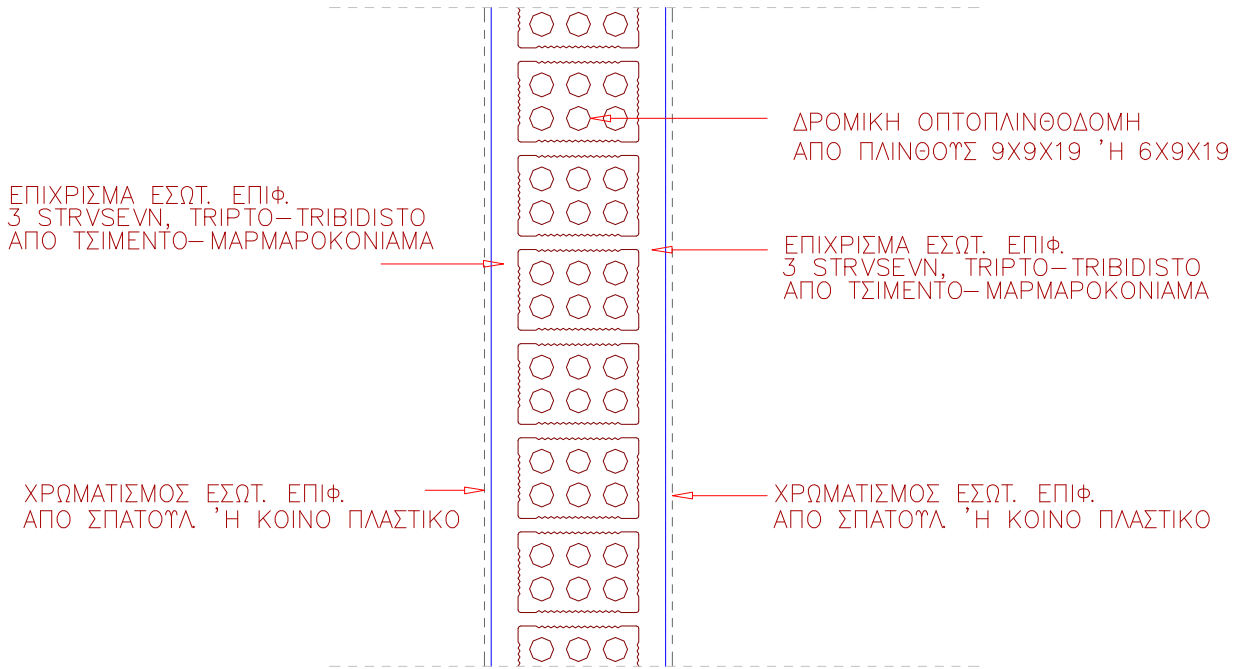 ΔΡΟΜΙΚΗ ΟΠΤΟΠΛΙΝΘΟΔΟΜΗ
ΑΠΟ ΠΛΙΝΘΟΥΣ 9Χ9Χ19 'Η 6Χ9Χ19
ΕΠΙΧΡΙΣΜΑ ΕΣΩΤ. ΕΠΙΦ.
3 STRVSEVN, TRIPTO-TRIBIDISTO
ΑΠΟ ΤΣΙΜΕΝΤΟ-ΜΑΡΜΑΡΟΚΟΝΙΑΜΑ
ΕΠΙΧΡΙΣΜΑ ΕΣΩΤ. ΕΠΙΦ.
3 STRVSEVN, TRIPTO-TRIBIDISTO
ΑΠΟ ΤΣΙΜΕΝΤΟ-ΜΑΡΜΑΡΟΚΟΝΙΑΜΑ
ΧΡΩΜΑΤΙΣΜΟΣ ΕΣΩΤ. ΕΠΙΦ.
ΑΠΟ ΣΠΑΤΟΥΛ. 'Η ΚΟΙΝΟ ΠΛΑΣΤΙΚΟ
ΧΡΩΜΑΤΙΣΜΟΣ ΕΣΩΤ. ΕΠΙΦ.
ΑΠΟ ΣΠΑΤΟΥΛ. 'Η ΚΟΙΝΟ ΠΛΑΣΤΙΚΟ